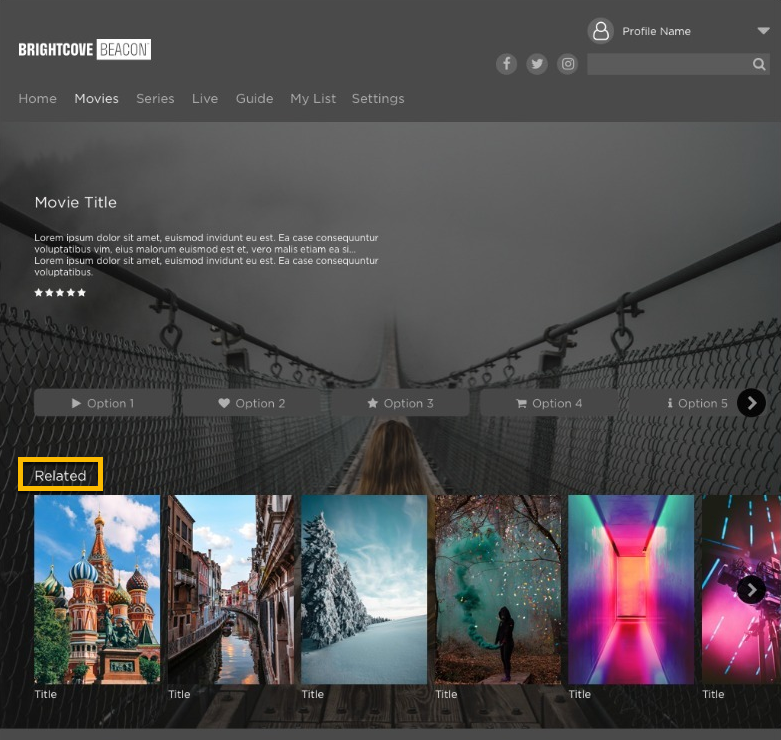 Profile Name
BRIGHTCOVE BEACON
Home Movies Series Live Guide My List Settings
Movie Title
Lorem ipsum dolor sit amet, euismod invidunt eu est. Ea case consequuntur
voluptatibus vim, eius malorum euismod est et, vero malis etiam ea si...
Lorem ipsum dolor sit amet, euismod invidunt eu est. Ea case consequuntur
voluptatibus.
Option 1 Option 2 Option 3 Option 4 Option 5
Related
Title Title Title Title Title Title